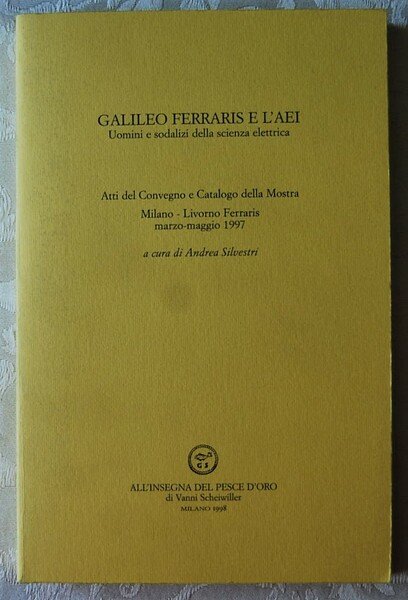 GALILEO FERRARIS E L'AEI
Uomini e sodalizi della scienza elettrica
Atti del Convegno e Catalogo della Mostra
Milano - Livorno Ferraris
marzo-maggio 1997
a cura di Andrea Silvestri
G S
ALL'INSEGNA DEL PESCE D'ORO
di Vanni Scheiwiller
MILANO 1998